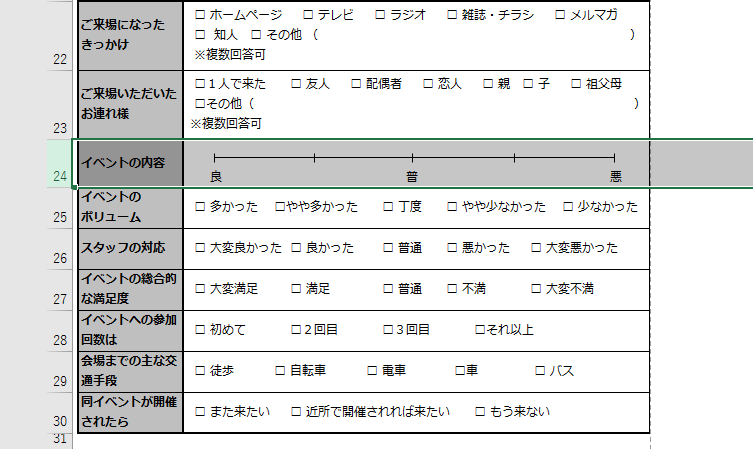 ご来場になった
きっかけ
□ ホームページ □ テレビ □ ラジオ □ 雑誌・チラシ □ メルマガ
□ 知人 □ その他 （ ）
※複数回答可
22
ご来場いただいた
お連れ様
□１人で来た □ 友人 □ 配偶者 □ 恋人 □ 親 □ 子 □ 祖父母
□その他（ ）
※複数回答可
23
イベントの内容
良 普 悪
24
イベントの
ボリューム
□ 多かった □やや多かった □ 丁度 □ やや少なかった □ 少なかった
25
スタッフの対応
□ 大変良かった □ 良かった □ 普通 □ 悪かった □ 大変悪かった
26
イベントの総合的
な満足度
□ 大変満足 □ 満足 □ 普通 □ 不満 □ 大変不満
27
イベントへの参加
回数は
□ 初めて □２回目 □３回目 □それ以上
28
会場までの主な交
通手段
□ 徒歩 □ 自転車 □ 電車 □車 □ バス
29
同イベントが開催
されたら
□ また来たい □ 近所で開催されれば来たい □ もう来ない
30
31